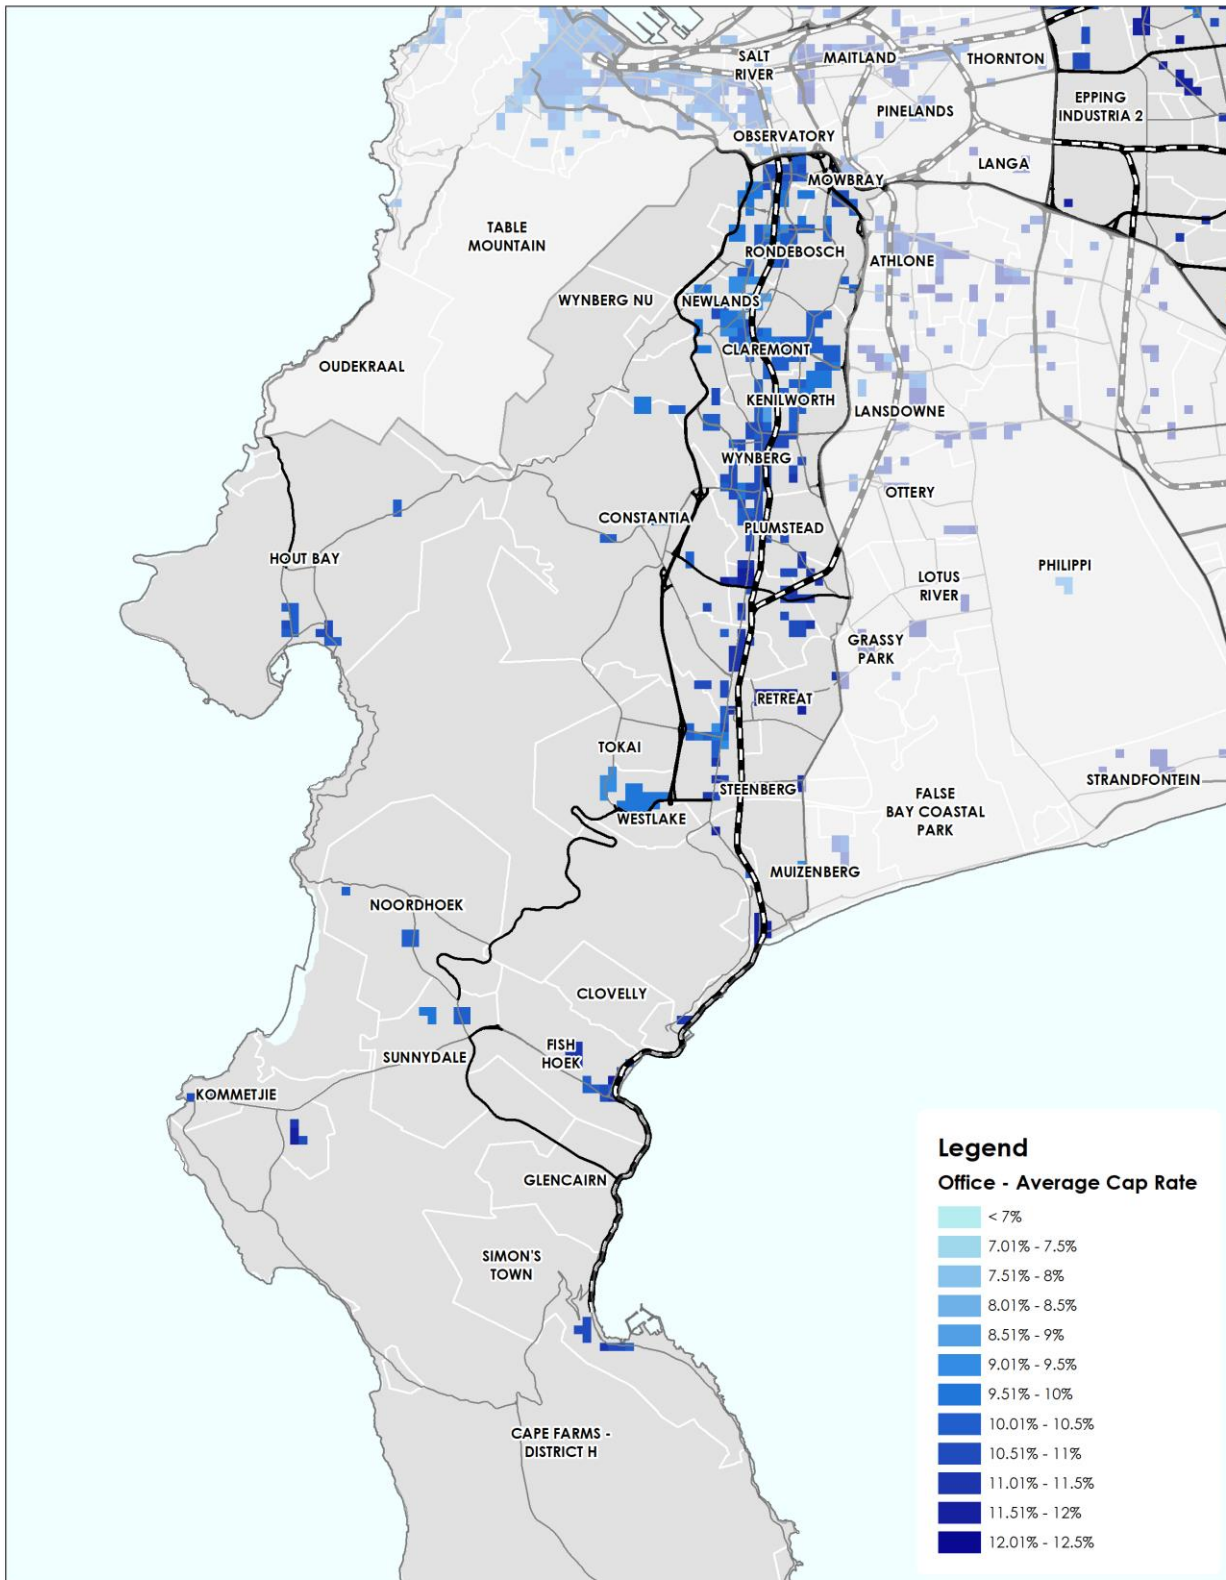 SALT
RIVER
MAITLAND
THORNTON
PINELANDS
EPPING
INDUSTRIA 2
OBSERVATORY
LANGA
MOWBRAY
TABLE
MOUNTAIN
RONDEBOSCH
ATHLONE
WYNBERG NU
NEWLANDS
CLAREMONT
OUDEKRAAL
KENILWORTH
LANSDOWNE
WYNBERG
OTTERY
CONSTANTIA
PLUMSTEAD
HOUT BAY
PHILIPPI
LOTUS
RIVER
GRASSY
PARK
RETREAT
TOKAI
STRANDFONTEIN
STEENBERG
FALSE
BAY COASTAL
PARK
WESTLAKE
MUIZENBERG
NOORDHOEK
CLOVELLY
FISH
HOEK
SUNNYDALE
KOMMETJIE
GLENCAIRN
SIMON'S
TOWN
CAPE FARMS -
DISTRICT H
Legend
Office - Average Cap Rate
< 7%
7.01% - 7.5%
7.51% - 8%
8.01% - 8.5%
8.51% - 9%
9.01% - 9.5%
9.51% - 10%
10.01% - 10.5%
10.51% - 11%
11.01% - 11.5%
11.51% - 12%
12.01% - 12.5%